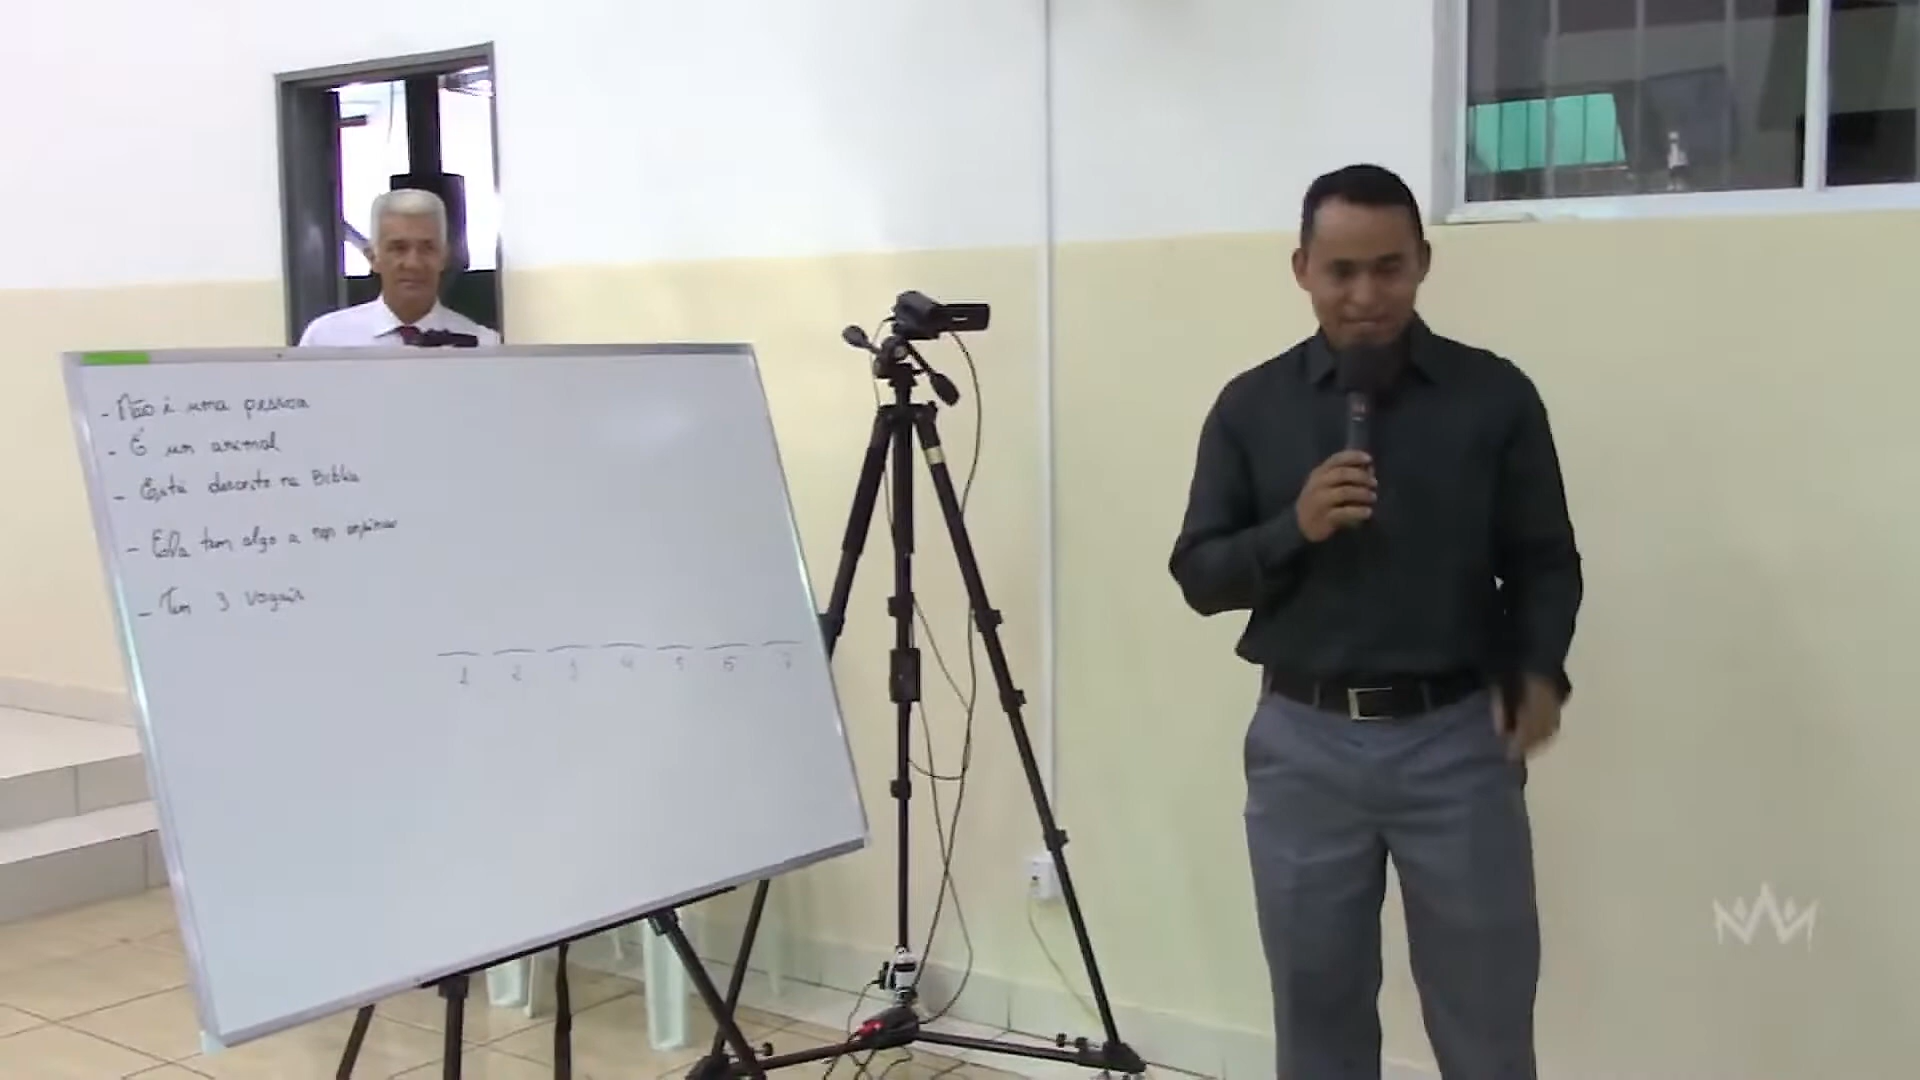 - Não é uma pessoa
- É um animal
- Está descrito na Bíblia
- Ela tem algo a nos ensinar
- Tem 3 vogais
1 2 3 4 5 6 7